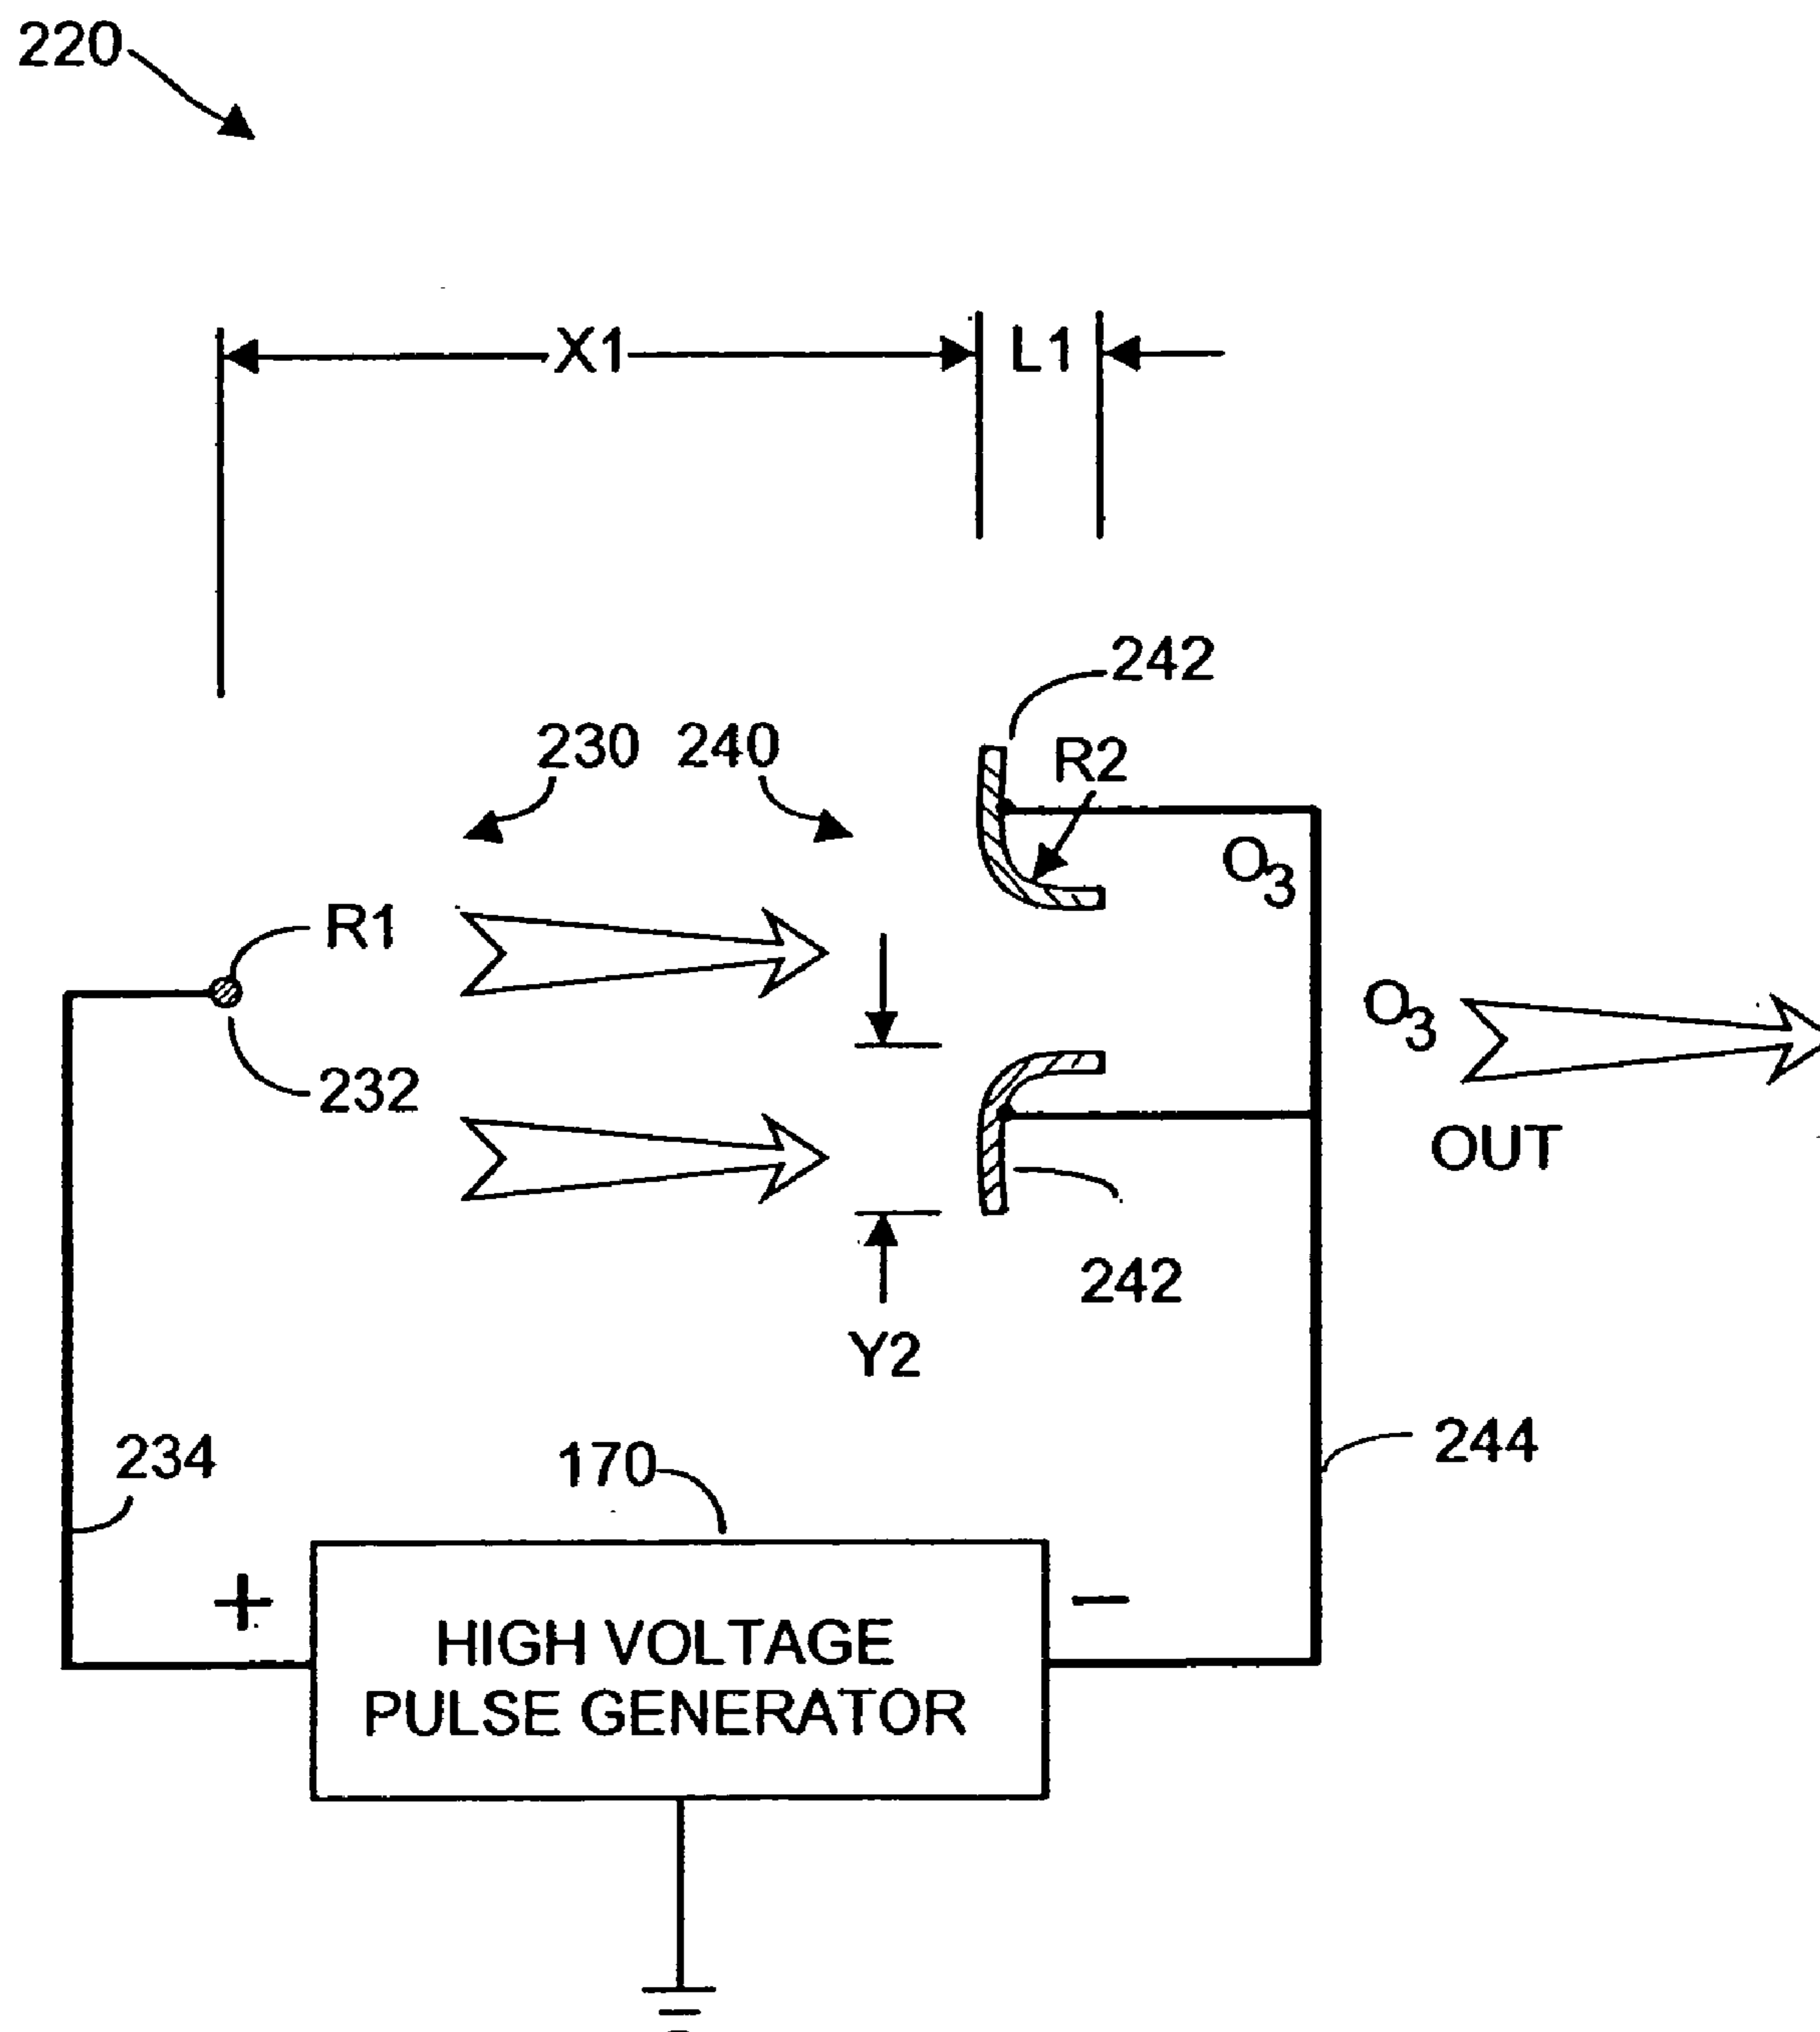 220
X1
L1
242
230
240
R2
O3
R1
O3
232
OUT
242
Y2
234
170
244
+
−
HIGH VOLTAGE
PULSE GENERATOR